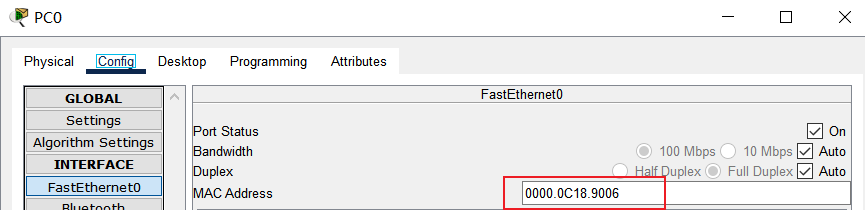 PC0
Physical Config Desktop Programming Attributes
GLOBAL
Settings
Algorithm Settings
INTERFACE
FastEthernet0
Bluetooth
FastEthernet0
Port Status On
Bandwidth 100 Mbps 10 Mbps Auto
Duplex Half Duplex Full Duplex Auto
MAC Address 0000.0C18.9006